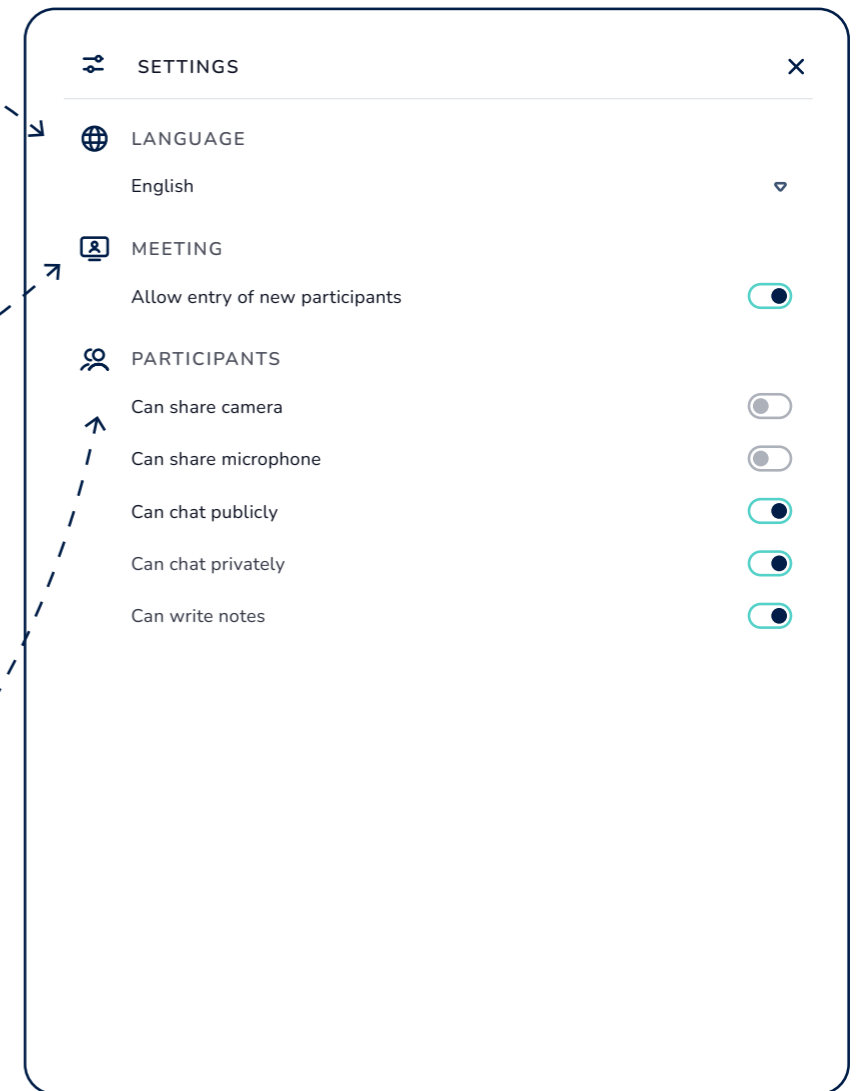 SETTINGS
LANGUAGE
English
MEETING
Allow entry of new participants
PARTICIPANTS
Can share camera
Can share microphone
Can chat publicly
Can chat privately
Can write notes